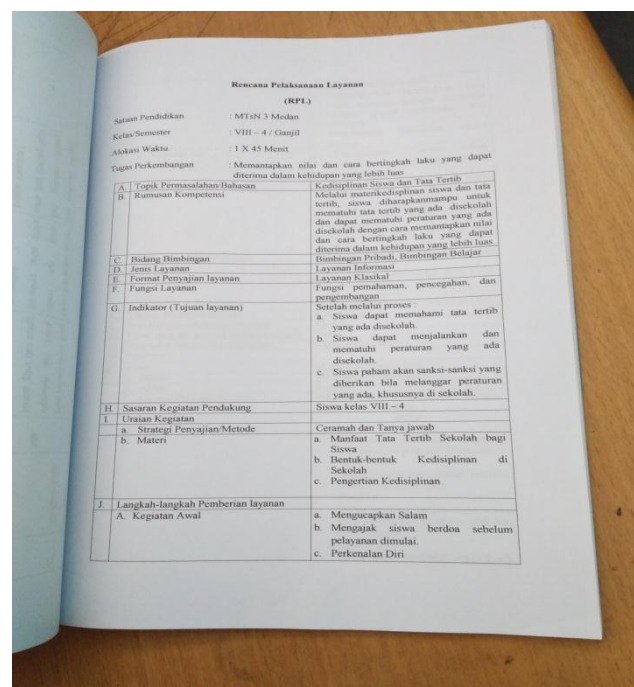 Rencana Pelaksanaan Layanan
(RPL)
Satuan Pendidikan : MTsN 3 Medan
Kelas/Semester : VIII – 4 / Ganjil
Alokasi Waktu : 1 X 45 Menit
Tugas Perkembangan : Memantapkan nilai dan cara bertingkah laku yang dapat
diterima dalam kehidupan yang lebih luas
A. Topik Permasalahan/Bahasan Kedisiplinan Siswa dan Tata Tertib
B. Rumusan Kompetensi Melalui materikedisplinan siswa dan tata
tertib, siswa diharapkanmampu untuk
mematuhi tata tertib yang ada disekolah
dan dapat mematuhi peraturan yang ada
disekolah dengan cara memantapkan nilai
dan cara bertingkah laku yang dapat
diterima dalam kehidupan yang lebih luas
C. Bidang Bimbingan Bimbingan Pribadi, Bimbingan Belajar
D. Jenis Layanan Layanan Informasi
E. Format Penyajian layanan Layanan Klasikal
F. Fungsi Layanan Fungsi pemahaman, pencegahan, dan
pengembangan
G. Indikator (Tujuan layanan) Setelah melalui proses :
a. Siswa dapat memahami tata tertib
yang ada disekolah.
b. Siswa dapat menjalankan dan
mematuhi peraturan yang ada
disekolah.
c. Siswa paham akan sanksi-sanksi yang
diberikan bila melanggar peraturan
yang ada, khususnya di sekolah.
H. Sasaran Kegiatan Pendukung Siswa kelas VIII – 4
I. Uraian Kegiatan
a. Strategi Penyajian/Metode Ceramah dan Tanya jawab
b. Materi a. Manfaat Tata Tertib Sekolah bagi
Siswa
b. Bentuk-bentuk Kedisiplinan di
Sekolah
c. Pengertian Kedisiplinan
J. Langkah-langkah Pemberian layanan
A. Kegiatan Awal a. Mengucapkan Salam
b. Mengajak siswa berdoa sebelum
pelayanan dimulai.
c. Perkenalan Diri